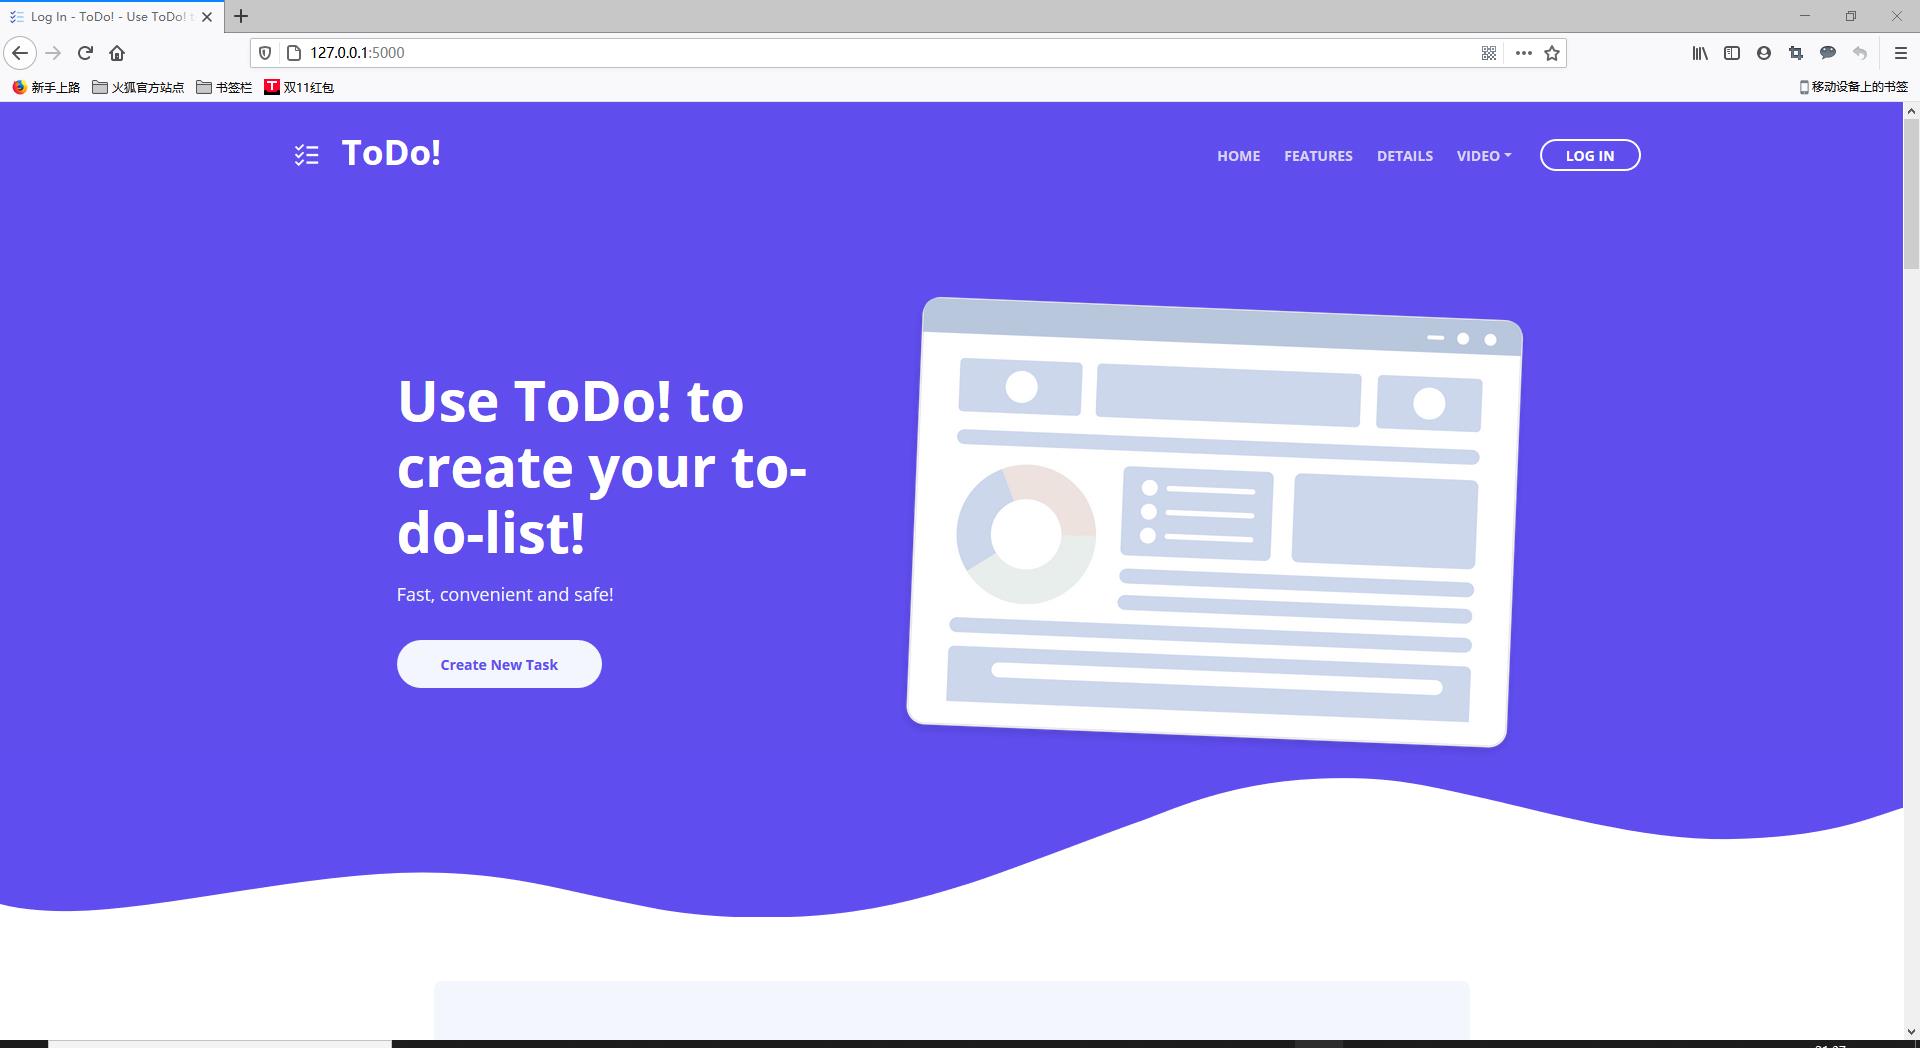 Log In - ToDo! - Use ToDo!
127.0.0.1:5000
新手上路 火狐官方站点 书签栏 双11红包 移动设备上的书签
ToDo! HOME FEATURES DETAILS VIDEO LOG IN
Use ToDo! to
create your to-
do-list!
Fast, convenient and safe!
Create New Task